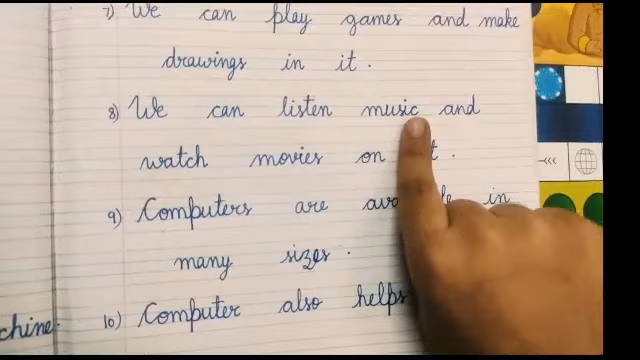 7) We can play games and make
drawings in it.
8) We can listen music and
watch movies on
9) Computers are in
many sizes.
chine.
10) Computer also helps